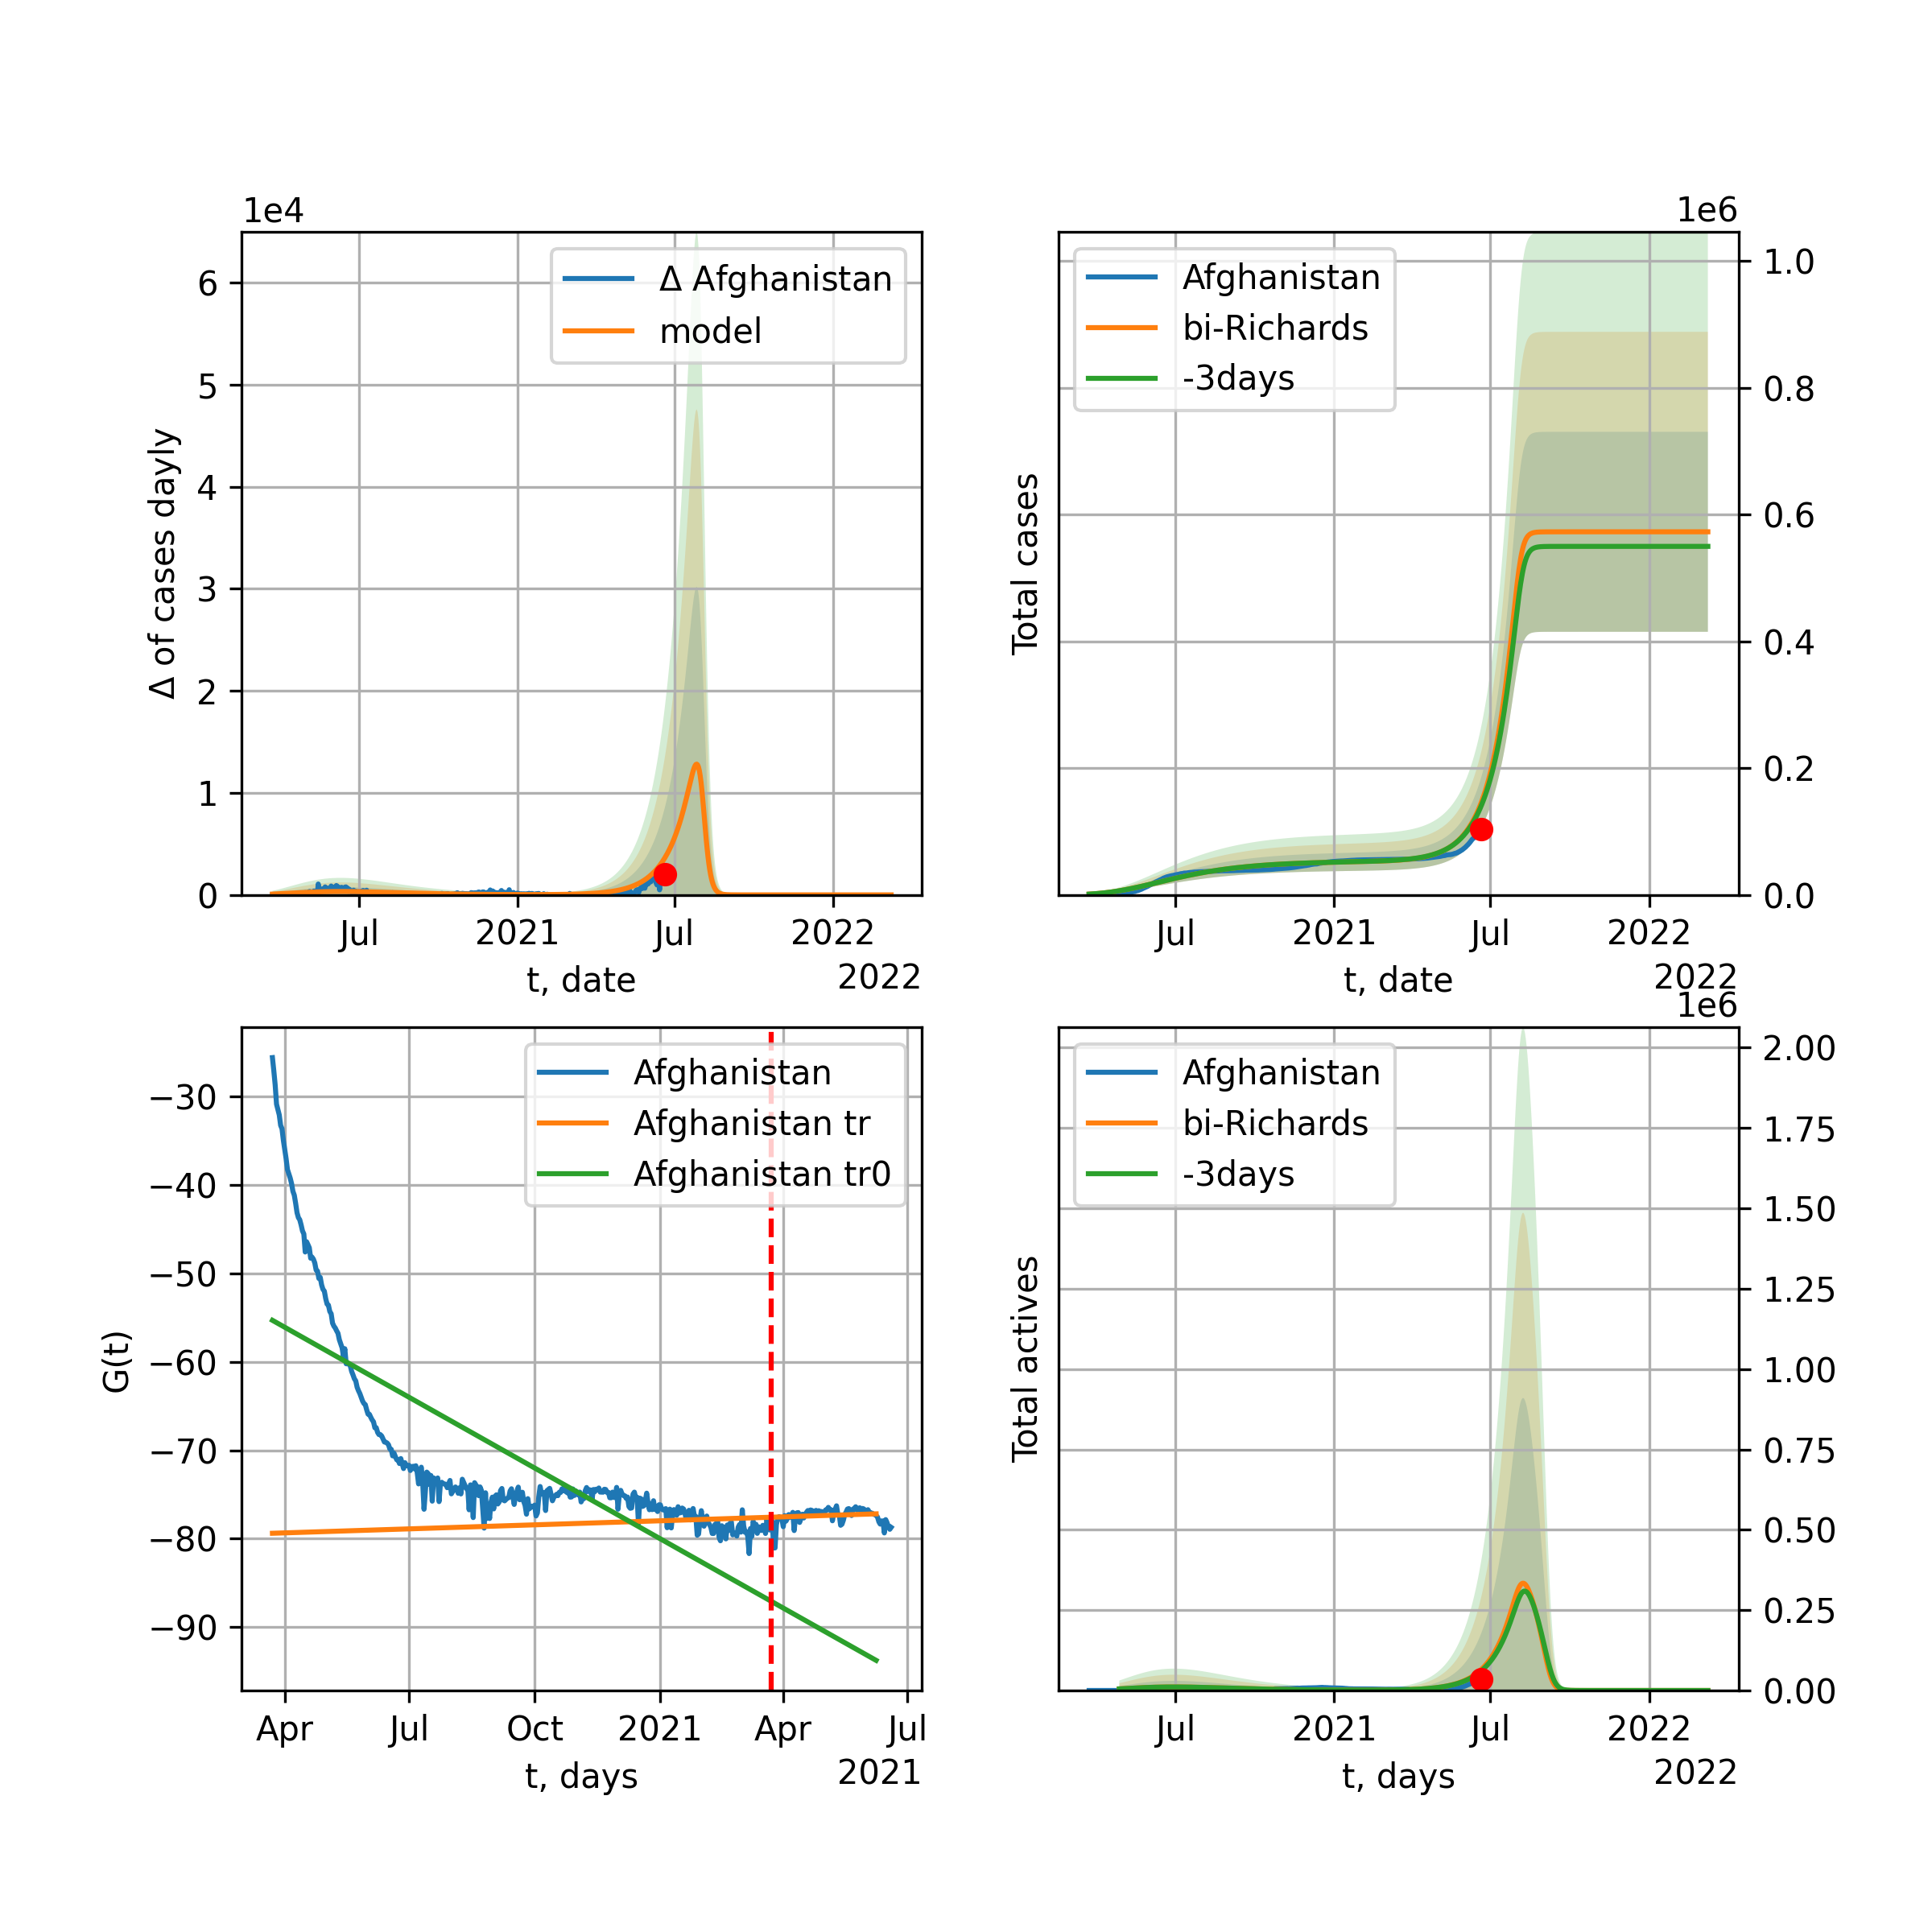 1e4
Δ of cases dayly
6
5
4
3
2
1
0
Δ Afghanistan
model
Jul
2021
Jul
2022
t, date
2022
1e6
Total cases
Afghanistan
bi-Richards
-3days
1.0
0.8
0.6
0.4
0.2
0.0
Jul
2021
Jul
2022
t, date
2022
G(t)
−30
−40
−50
−60
−70
−80
−90
Afghanistan
Afghanistan tr
Afghanistan tr0
Apr
Jul
Oct
2021
Apr
Jul
t, days
2021
1e6
Total actives
Afghanistan
bi-Richards
-3days
2.00
1.75
1.50
1.25
1.00
0.75
0.50
0.25
0.00
Jul
2021
Jul
2022
t, days
2022